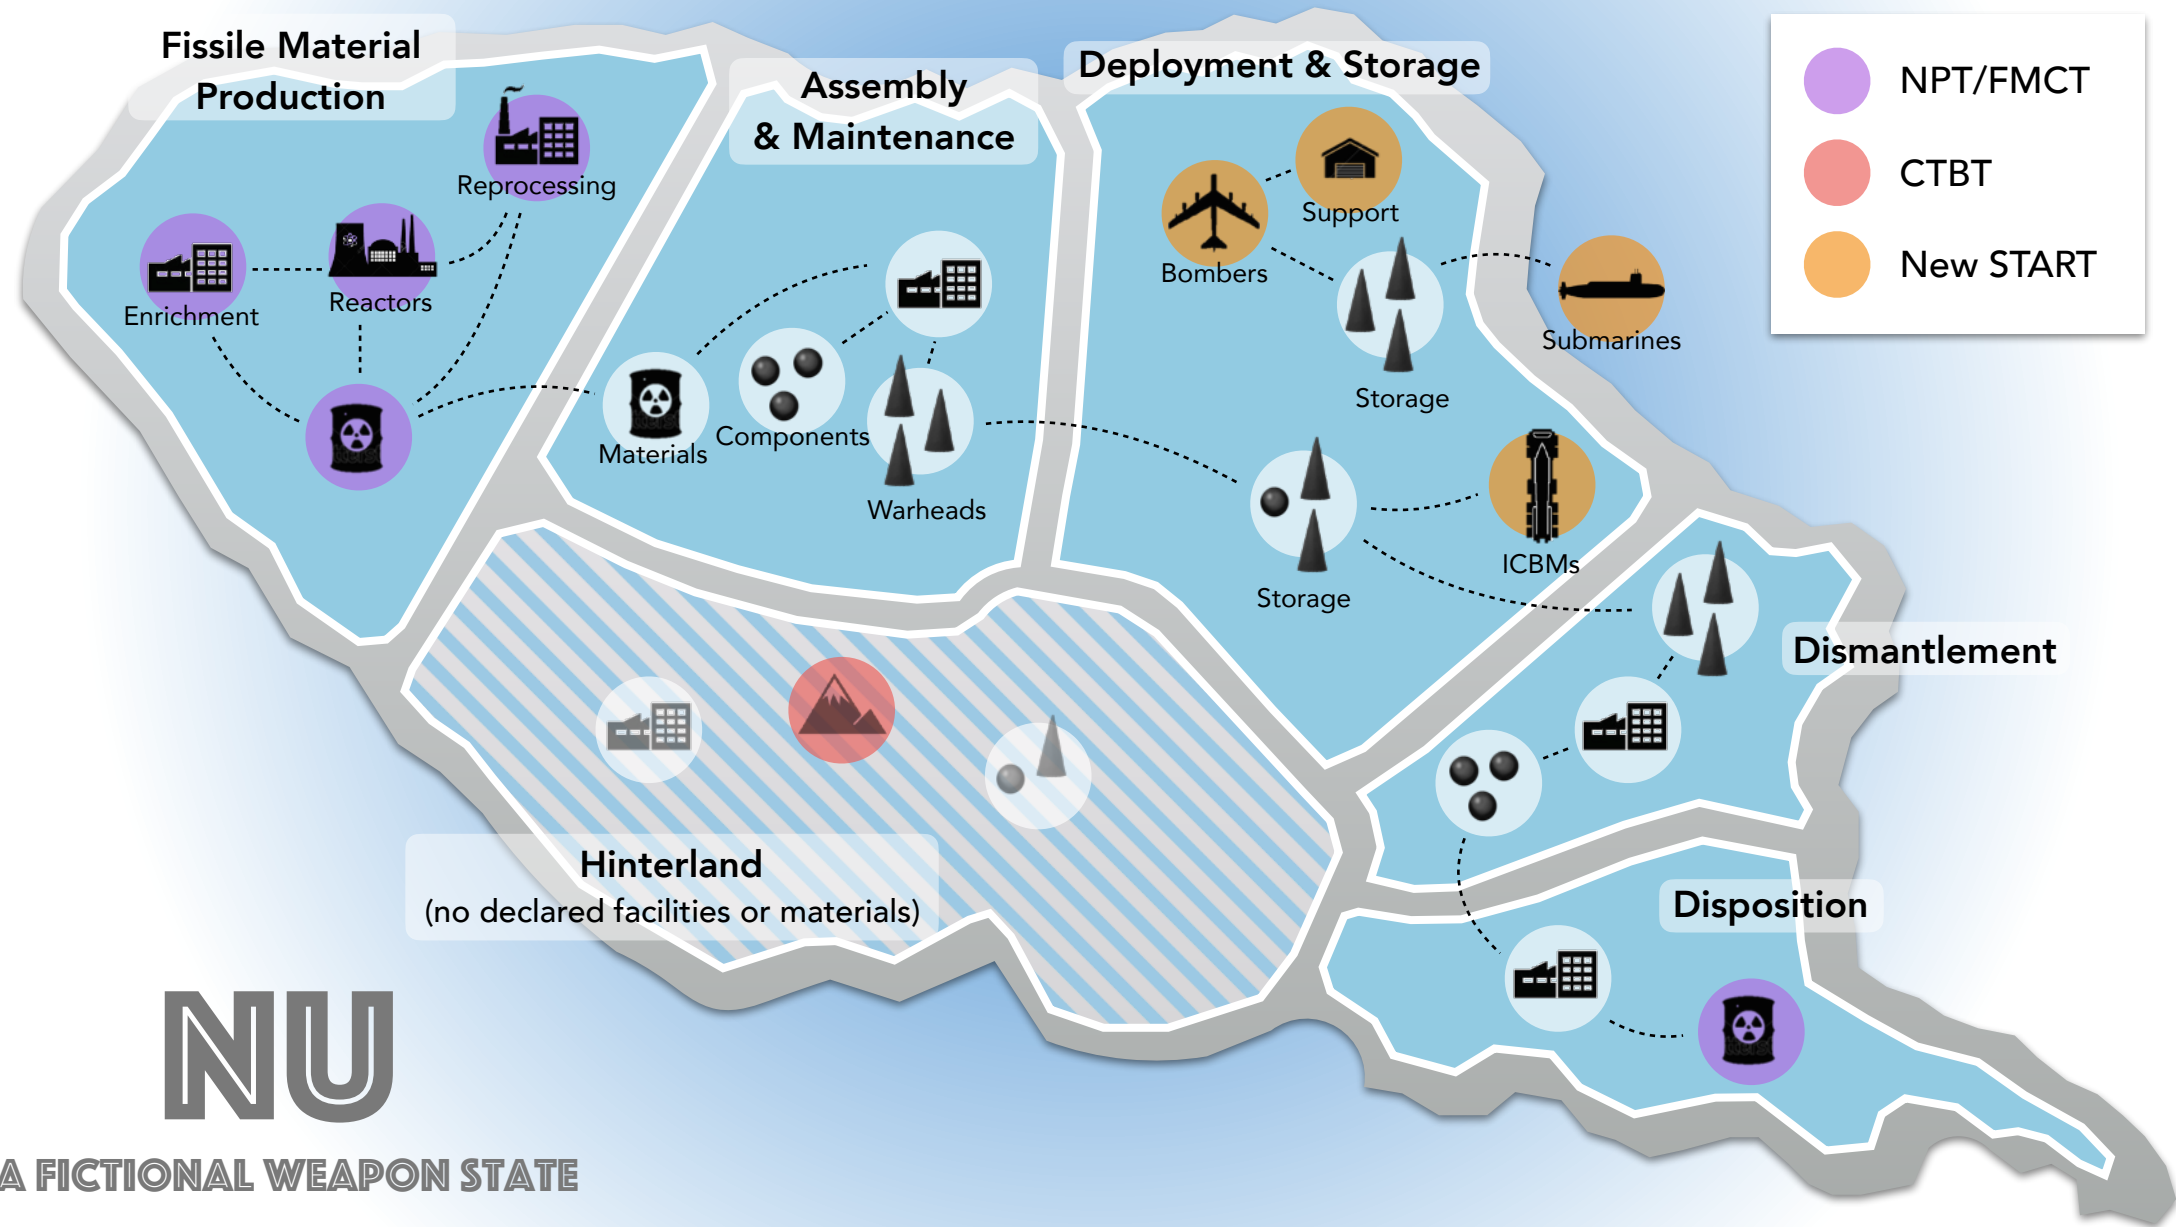 Fissile Material
Production
Assembly
& Maintenance
Deployment & Storage
NPT/FMCT
CTBT
New START
Reprocessing
Enrichment
Reactors
Materials
Components
Warheads
Support
Bombers
Storage
Submarines
Storage
ICBMs
Dismantlement
Hinterland
(no declared facilities or materials)
Disposition
NU
A FICTIONAL WEAPON STATE